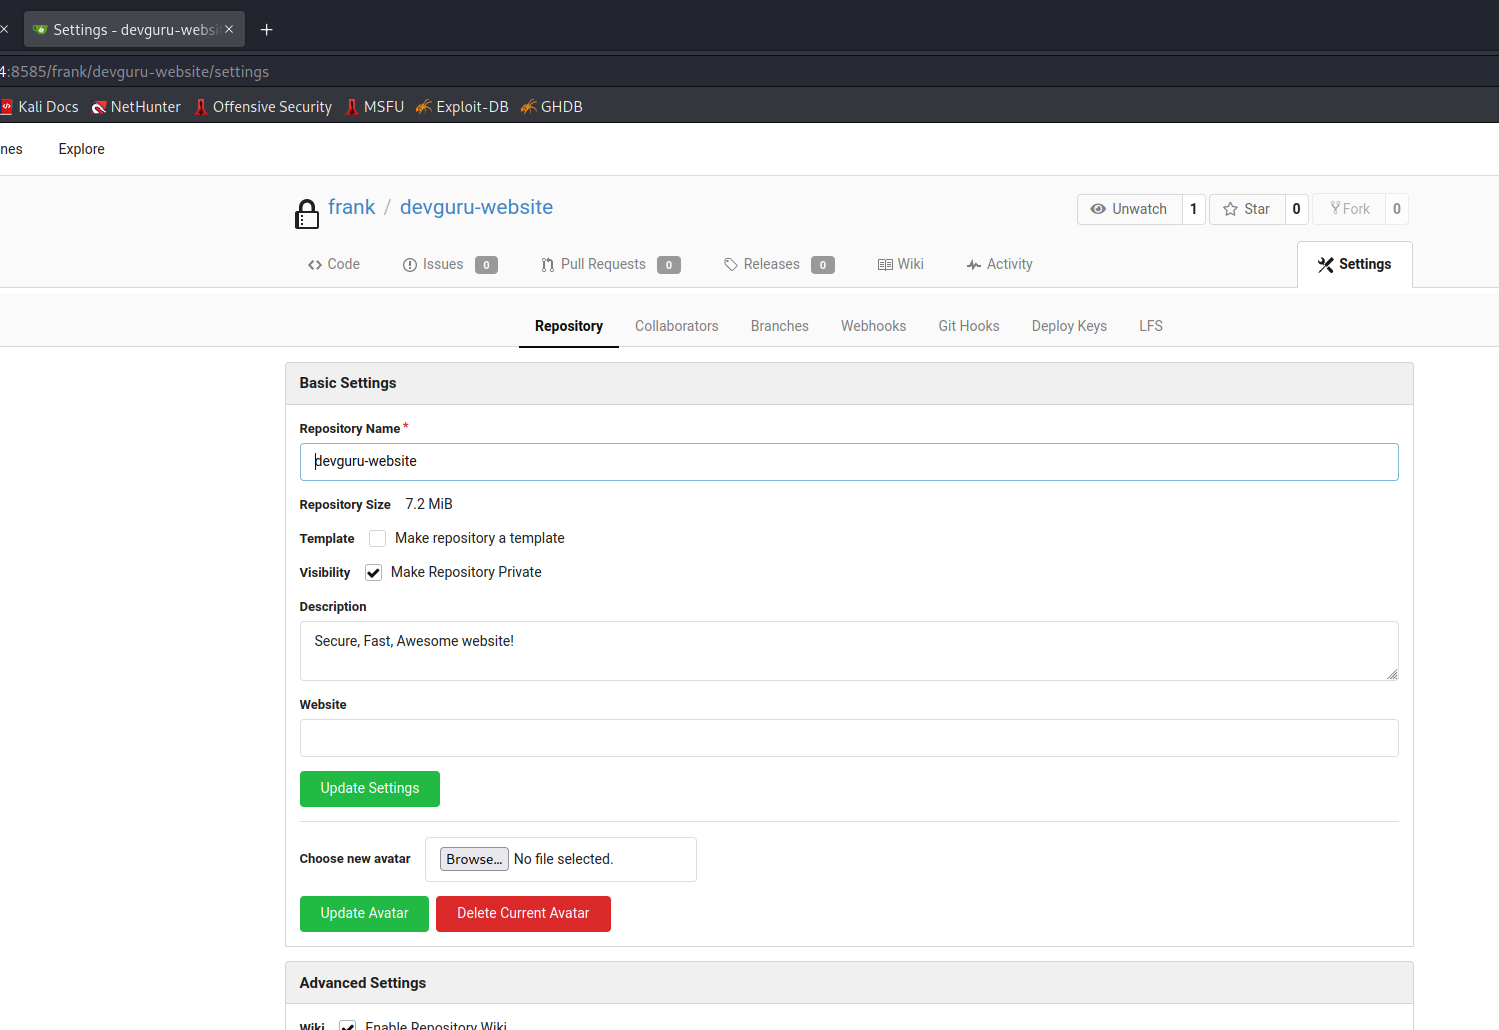 Settings - devguru-websi
4:8585/frank/devguru-website/settings
Kali Docs NetHunter Offensive Security MSFU Exploit-DB GHDB
nes Explore
frank / devguru-website
Unwatch 1 Star 0 Fork 0
Code Issues 0 Pull Requests 0 Releases 0 Wiki Activity Settings
Repository Collaborators Branches Webhooks Git Hooks Deploy Keys LFS
Basic Settings
Repository Name *
devguru-website
Repository Size 7.2 MiB
Template Make repository a template
Visibility Make Repository Private
Description
Secure, Fast, Awesome website!
Website
Update Settings
Choose new avatar Browse... No file selected.
Update Avatar Delete Current Avatar
Advanced Settings
Wiki Enable Repository Wiki